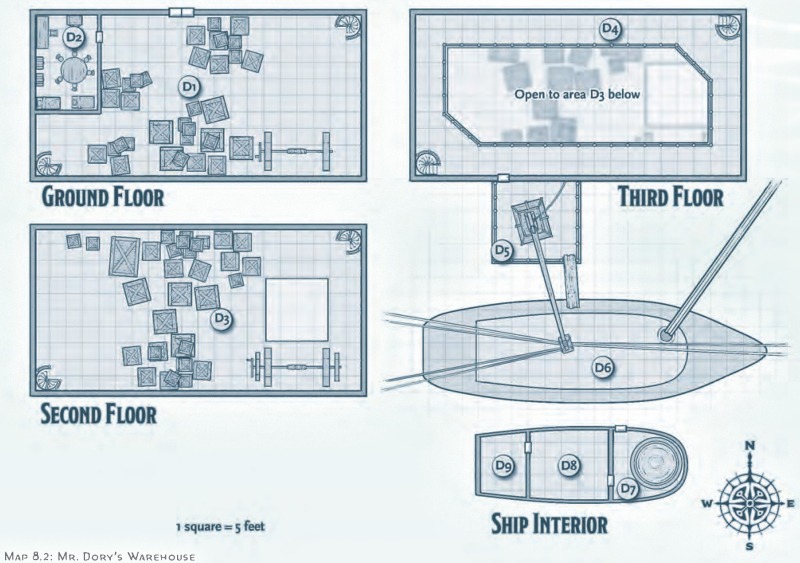 D2
D1
GROUND FLOOR
D4
Open to area D3 below
THIRD FLOOR
D3
SECOND FLOOR
D5
D6
D9
D8
D7
SHIP INTERIOR
N
W
E
S
1 square = 5 feet
MAP 8.2: MR. DORY'S WAREHOUSE